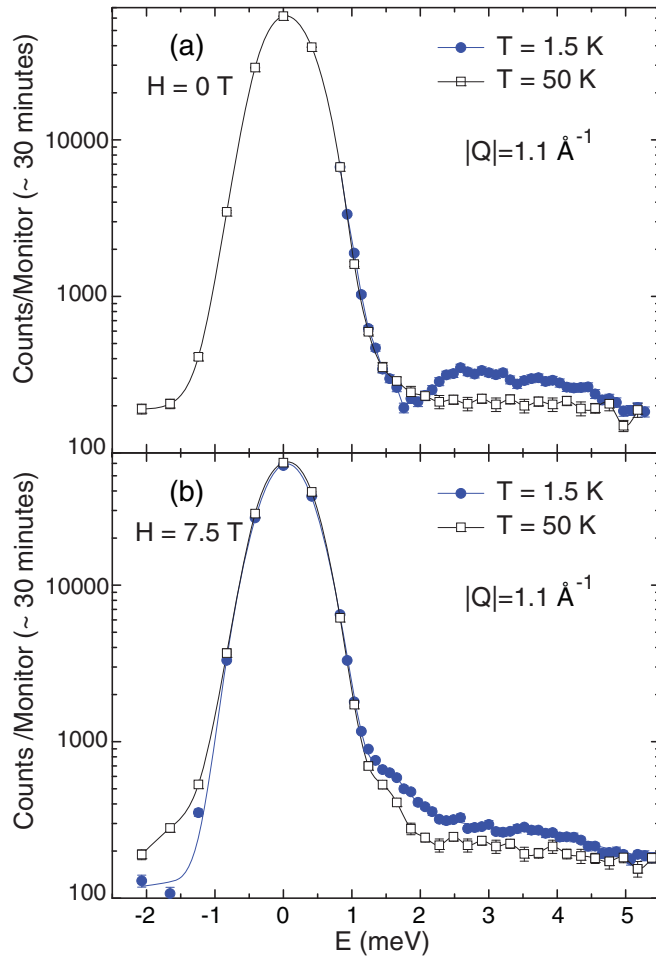 (a)
H = 0 T
T = 1.5 K
T = 50 K
|Q|=1.1 Å⁻¹
Counts/Monitor (~ 30 minutes)
10000
1000
100
(b)
H = 7.5 T
T = 1.5 K
T = 50 K
|Q|=1.1 Å⁻¹
Counts /Monitor (~ 30 minutes)
10000
1000
100
-2 -1 0 1 2 3 4 5
E (meV)